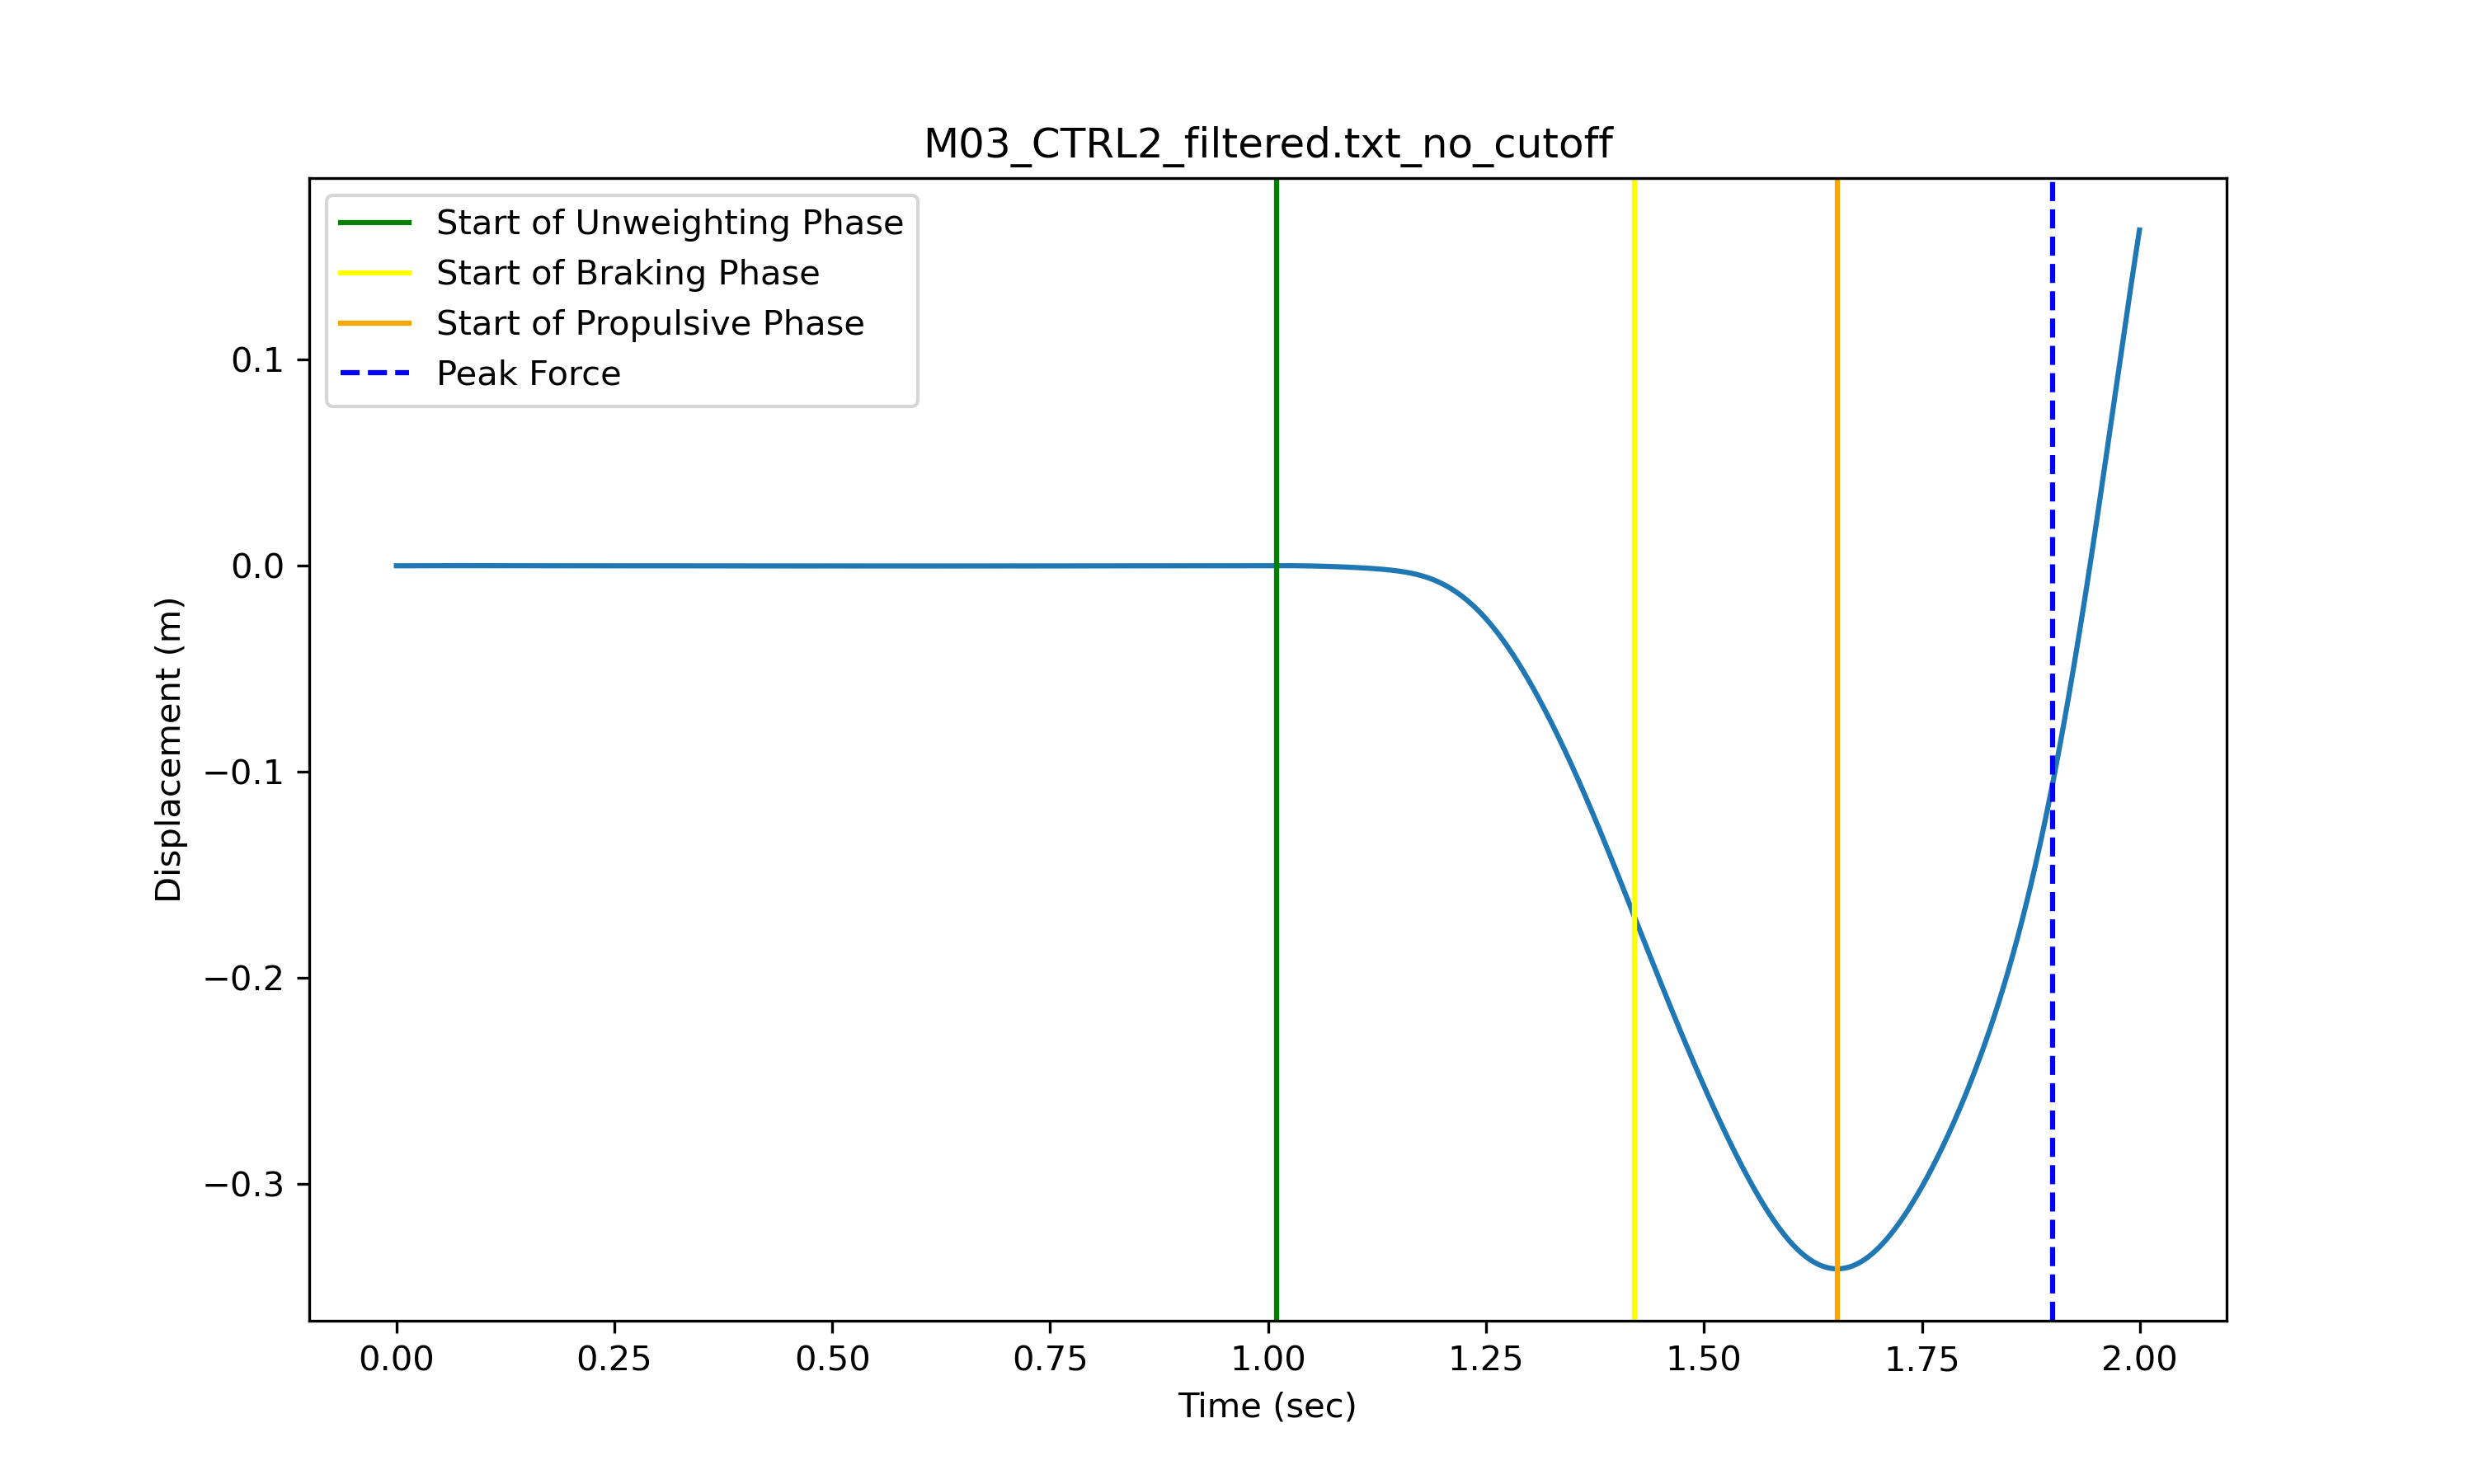 M03_CTRL2_filtered.txt_no_cutoff
Start of Unweighting Phase
Start of Braking Phase
Start of Propulsive Phase
Peak Force
0.1
0.0
−0.1
−0.2
−0.3
Displacement (m)
0.00 0.25 0.50 0.75 1.00 1.25 1.50 1.75 2.00
Time (sec)